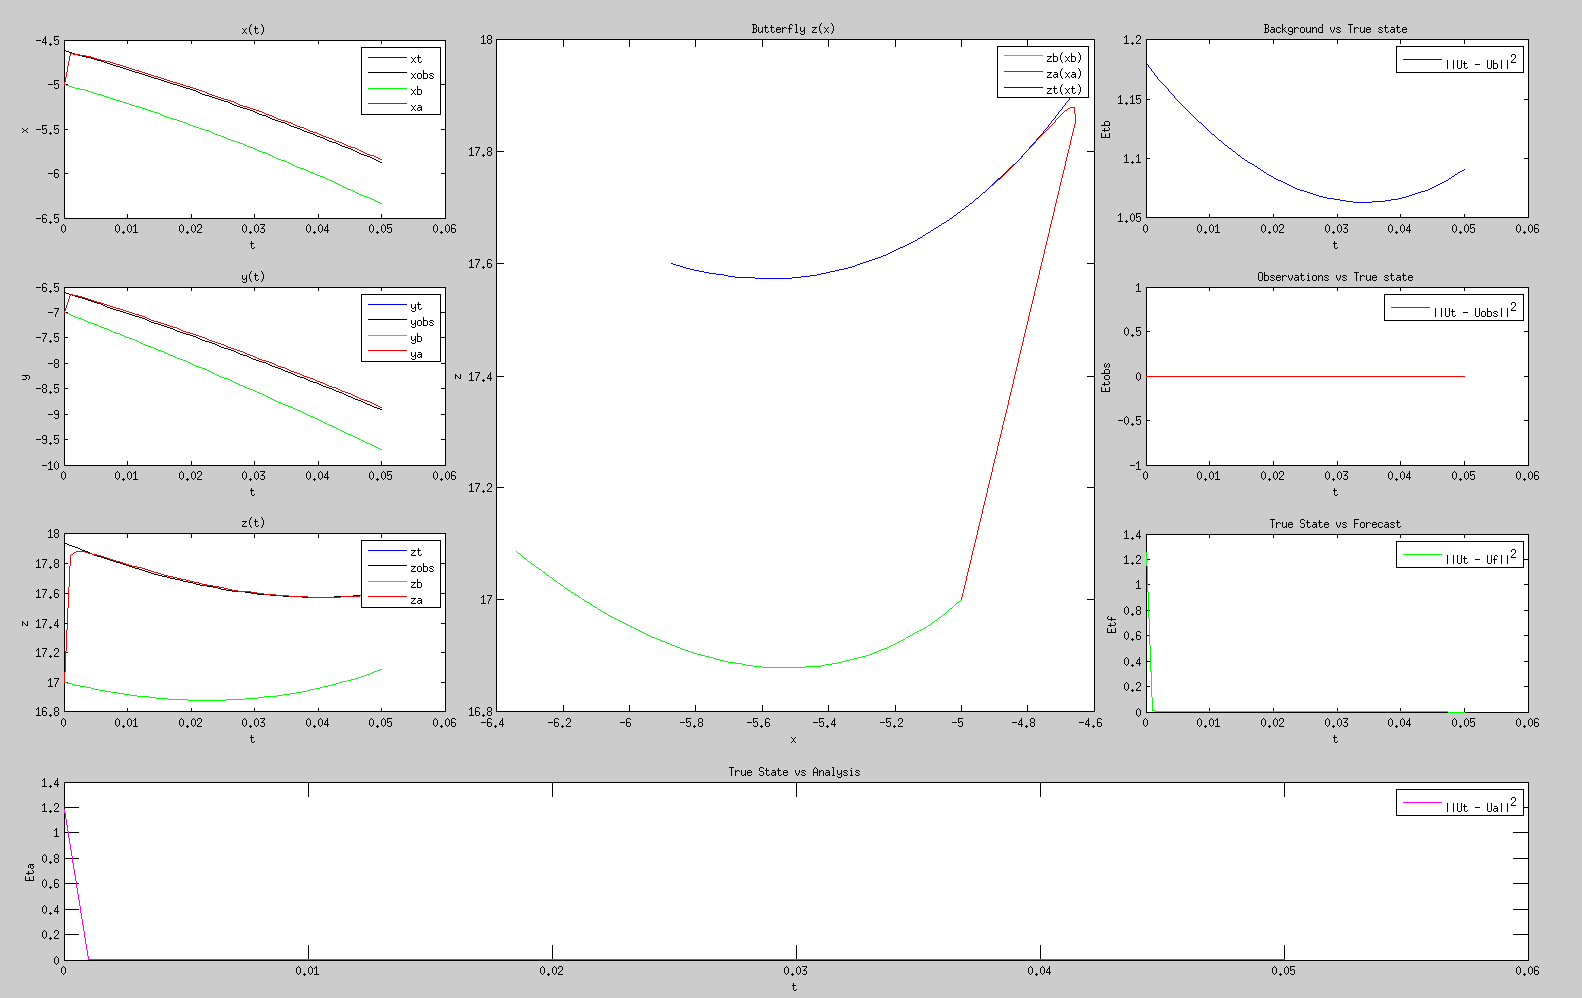 x(t)
-4.5
-5
-5.5
-6
-6.5
x
0 0.01 0.02 0.03 0.04 0.05 0.06
t
xt
xobs
xb
xa
y(t)
-6.5
-7
-7.5
-8
-8.5
-9
-9.5
-10
y
0 0.01 0.02 0.03 0.04 0.05 0.06
t
yt
yobs
yb
ya
z(t)
18
17.8
17.6
17.4
17.2
17
16.8
z
0 0.01 0.02 0.03 0.04 0.05 0.06
t
zt
zobs
zb
za
Butterfly z(x)
18
17.8
17.6
17.4
17.2
17
16.8
z
-6.4 -6.2 -6 -5.8 -5.6 -5.4 -5.2 -5 -4.8 -4.6
x
zb(xb)
za(xa)
zt(xt)
Background vs True state
1.2
1.15
1.1
1.05
Etb
0 0.01 0.02 0.03 0.04 0.05 0.06
t
||Ut - Ub||2
Observations vs True state
1
0.5
0
-0.5
-1
Etobs
0 0.01 0.02 0.03 0.04 0.05 0.06
t
||Ut - Uobs||2
True State vs Forecast
1.4
1.2
1
0.8
0.6
0.4
0.2
0
Etf
0 0.01 0.02 0.03 0.04 0.05 0.06
t
||Ut - Uf||2
True State vs Analysis
1.4
1.2
1
0.8
0.6
0.4
0.2
0
Eta
0 0.01 0.02 0.03 0.04 0.05 0.06
t
||Ut - Ua||2